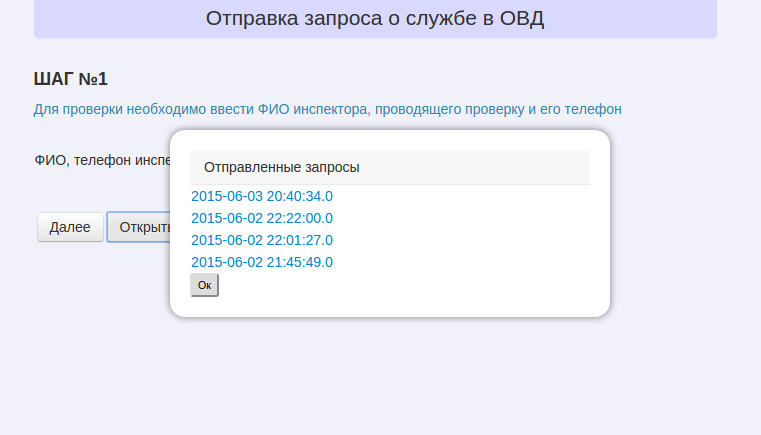 Отправка запроса о службе в ОВД
ШАГ №1
Для проверки необходимо ввести ФИО инспектора, проводящего проверку и его телефон
ФИО, телефон инспе
Отправленные запросы
2015-06-03 20:40:34.0
2015-06-02 22:22:00.0
2015-06-02 22:01:27.0
2015-06-02 21:45:49.0
Ок
Далее
Открыть